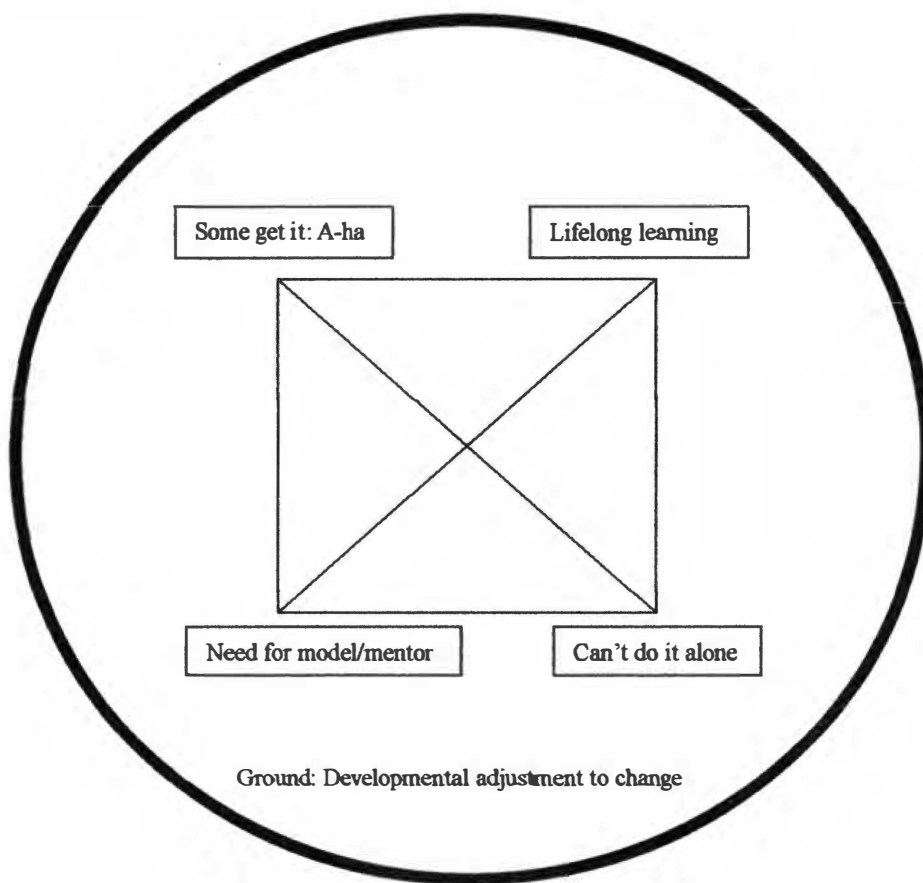 Some get it: A-ha
Lifelong learning
Need for model/mentor
Can't do it alone
Ground: Developmental adjustment to change